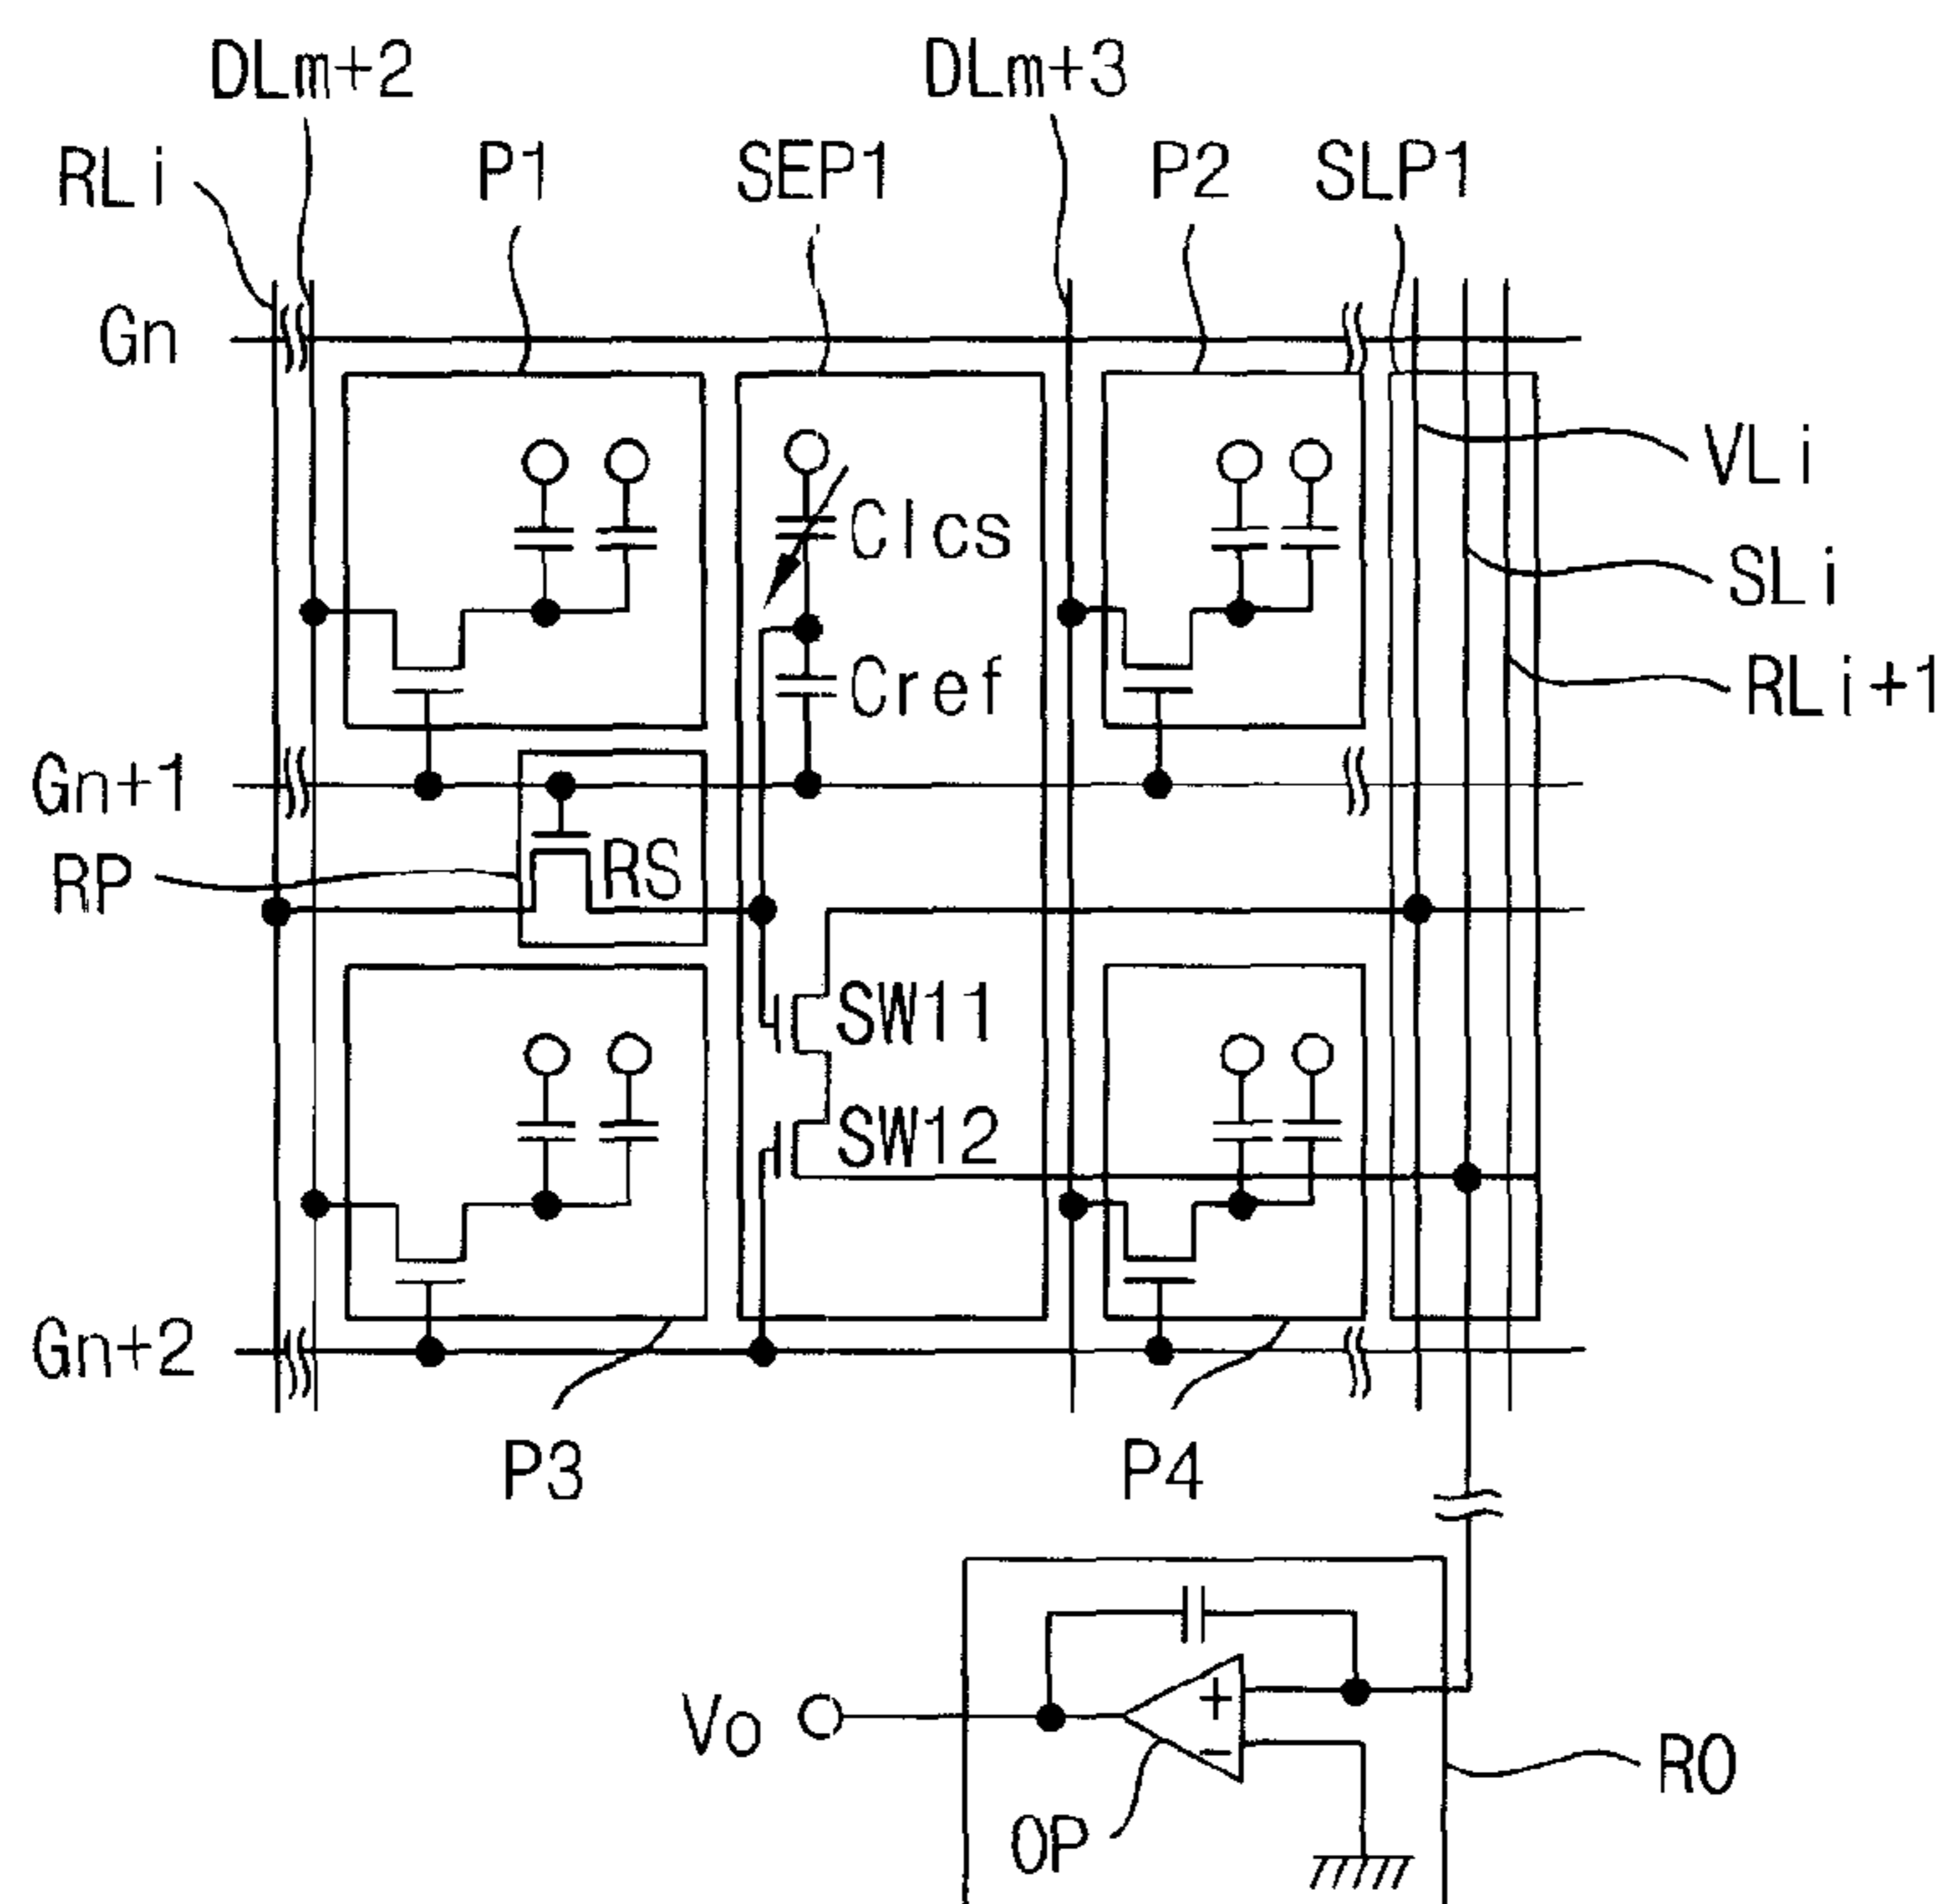 DLm+2
DLm+3
RLi
P1
SEP1
P2
SLP1
Gn
VLi
Clcs
SLi
Cref
RLi+1
Gn+1
RS
RP
SW11
SW12
Gn+2
P3
P4
Vo
+
-
RO
OP